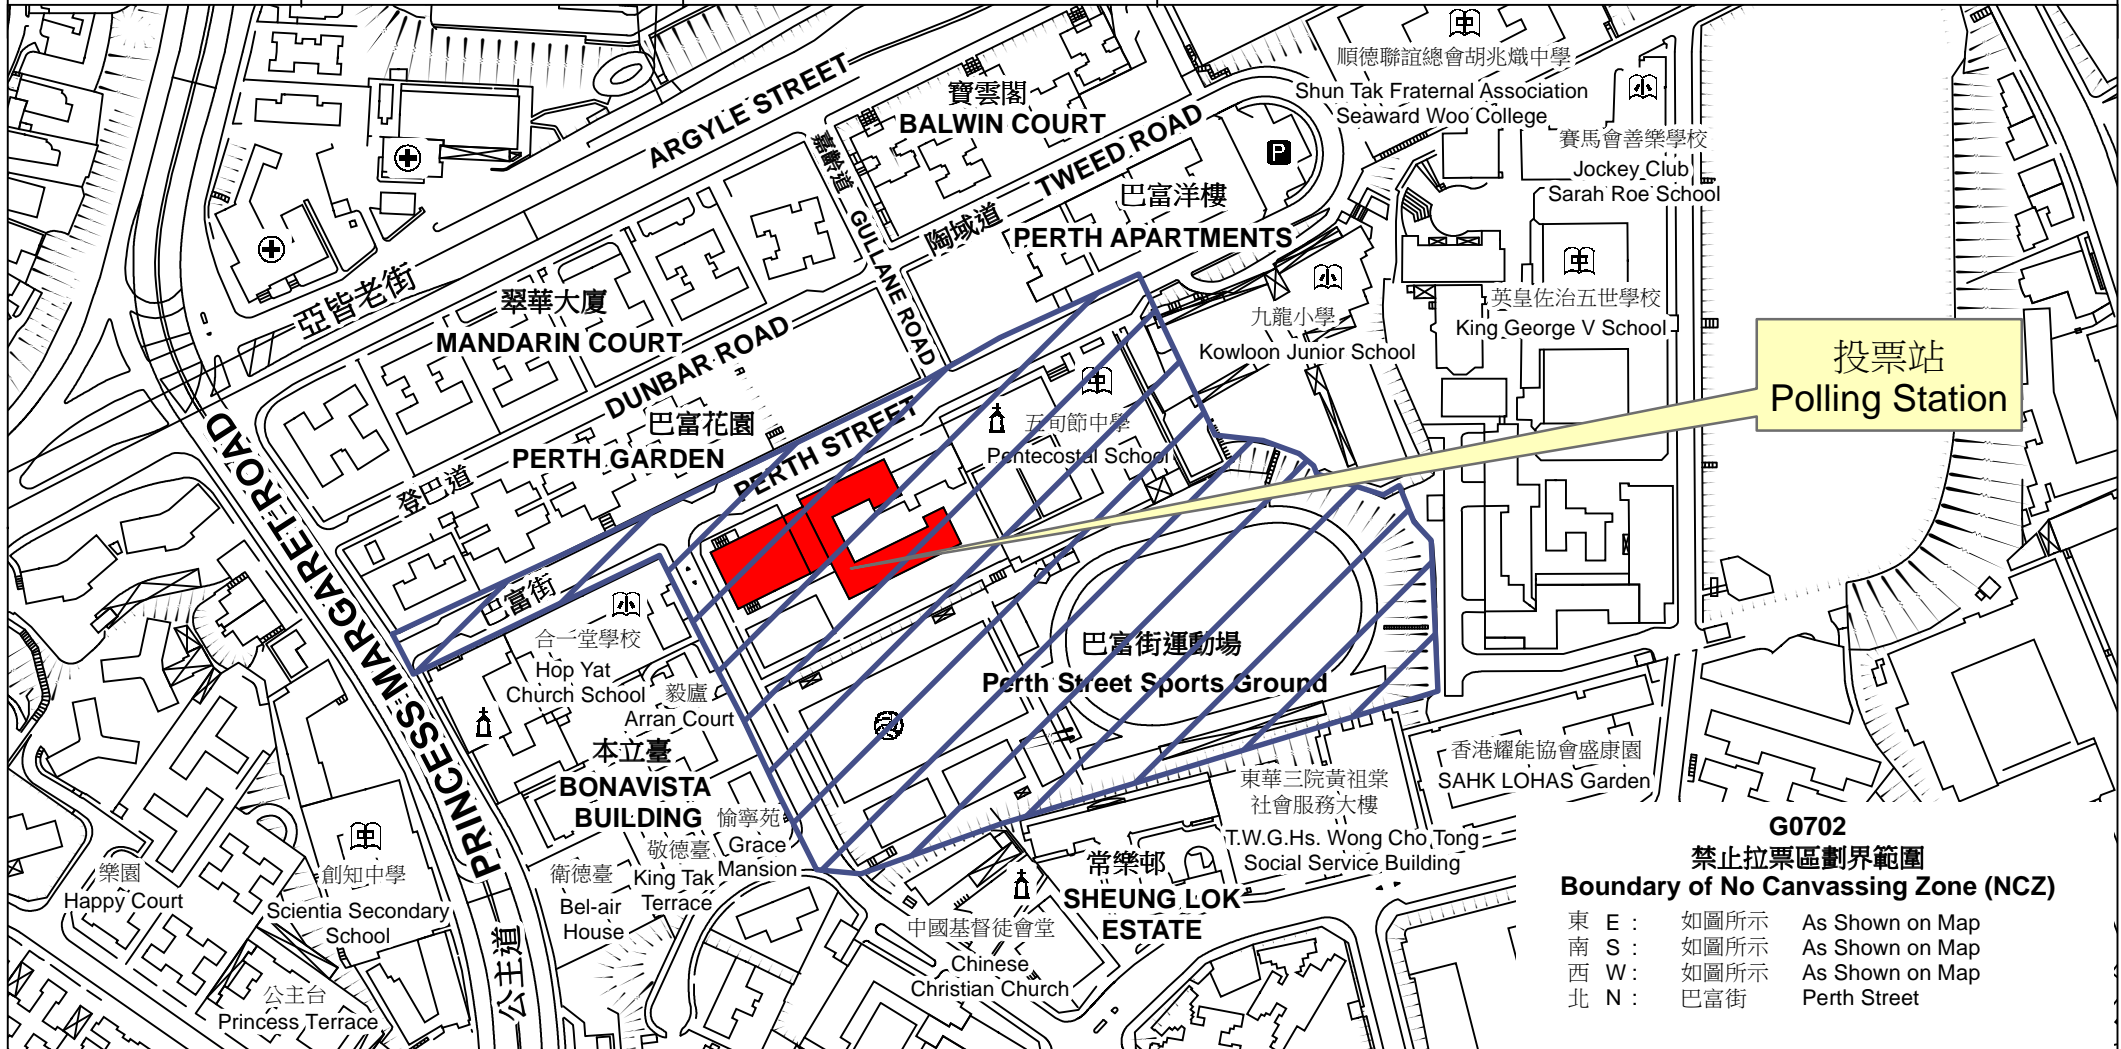 順德聯誼總會胡兆熾中學
Shun Tak Fraternal Association
Seaward Woo College
賽馬會善樂學校
Jockey Club
Sarah Roe School
ARGYLE STREET
寶雲閣
BALWIN COURT
嘉齡道
GULLANE ROAD
TWEED ROAD
陶域道
P
巴富洋樓
PERTH APARTMENTS
亞皆老街
翠華大廈
MANDARIN COURT
DUNBAR ROAD
九龍小學
Kowloon Junior School
英皇佐治五世學校
King George V School
投票站
Polling Station
巴富花園
PERTH GARDEN
登巴道
PERTH STREET
五旬節中學
Pentecostal School
PRINCESS MARGARET ROAD
巴富街
合一堂學校
Hop Yat
Church School
毅廬
Arran Court
巴富街運動場
Perth Street Sports Ground
本立臺
BONAVISTA
BUILDING
愉寧苑
Grace
Mansion
敬德臺
King Tak
Terrace
衛德臺
Bel-air
House
樂園
Happy Court
創知中學
Scientia Secondary
School
公主台
Princess Terrace
公主道
中國基督徒會堂
Chinese
Christian Church
常樂邨
SHEUNG LOK
ESTATE
東華三院黃祖棠
社會服務大樓
T.W.G.Hs. Wong Cho Tong
Social Service Building
香港耀能協會盛康園
SAHK LOHAS Garden
G0702
禁止拉票區劃界範圍
Boundary of No Canvassing Zone (NCZ)
東 E : 如圖所示 As Shown on Map
南 S : 如圖所示 As Shown on Map
西 W : 如圖所示 As Shown on Map
北 N : 巴富街 Perth Street